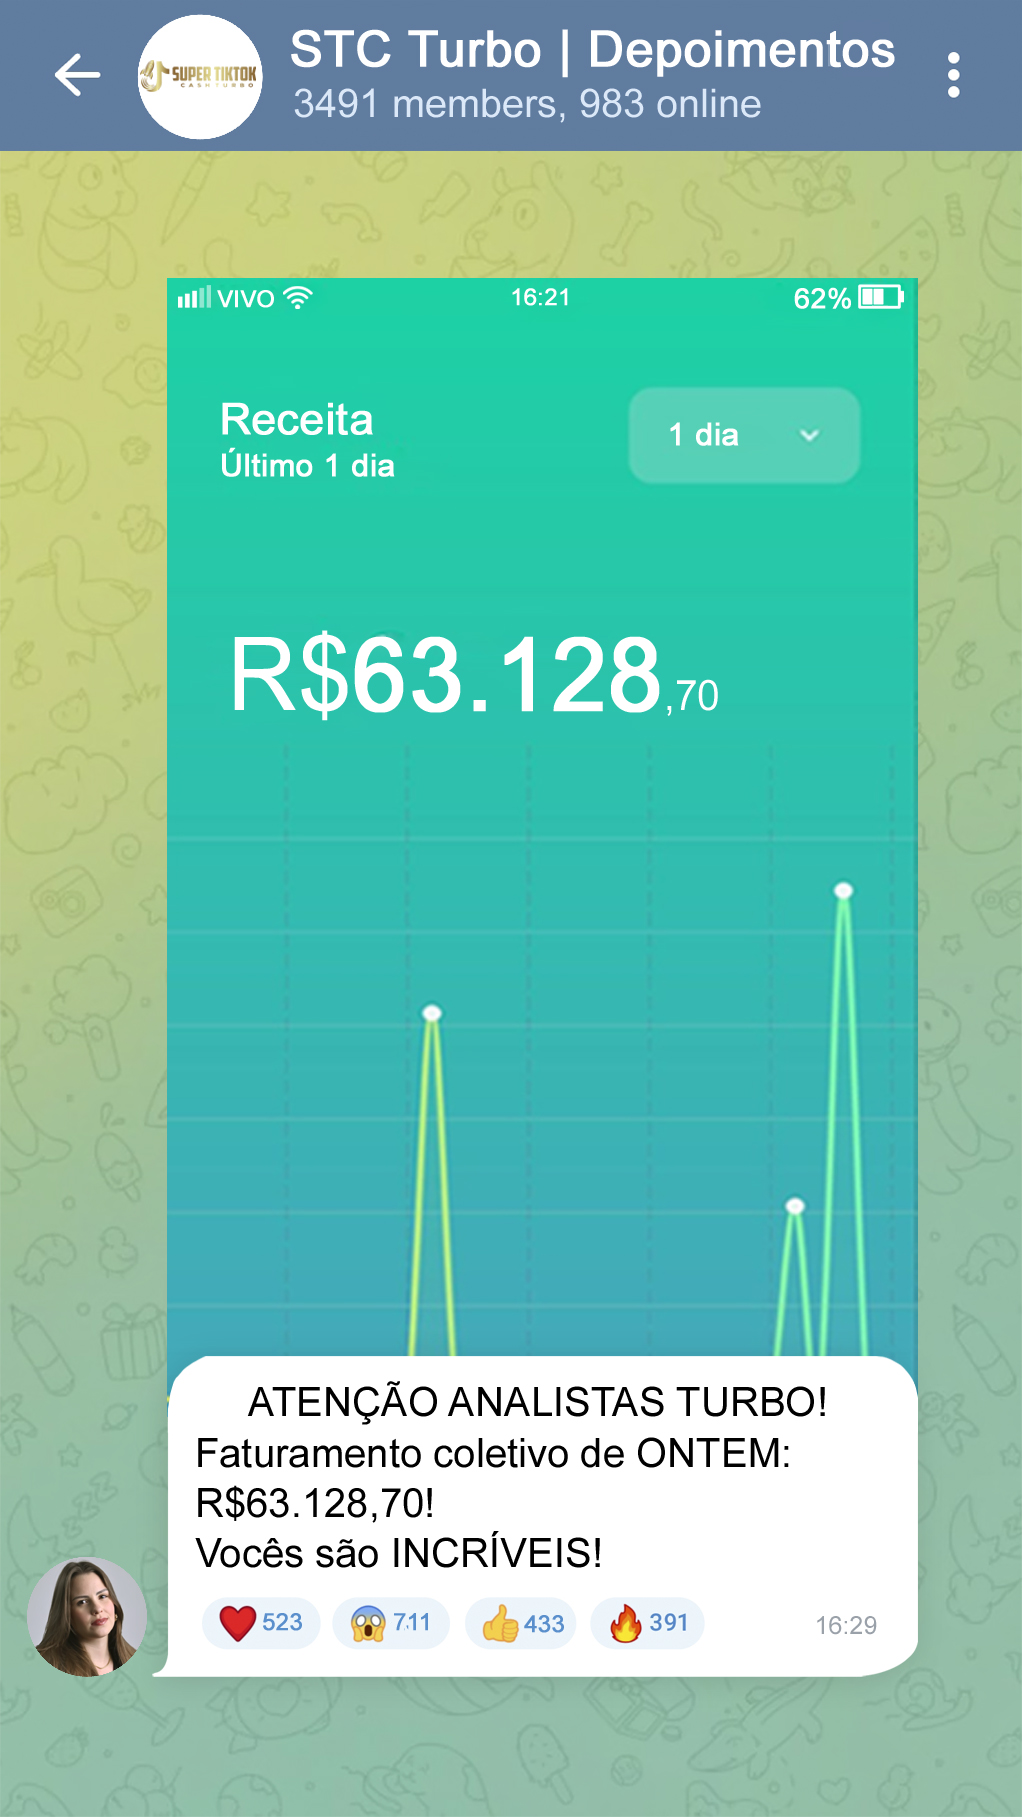 STC Turbo | Depoimentos
SUPER TIKTOK
CASH TURBO
3491 members, 983 online
VIVO 16:21 62%
Receita
Último 1 dia
1 dia
R$63.128,70
ATENÇÃO ANALISTAS TURBO!
Faturamento coletivo de ONTEM:
R$63.128,70!
Vocês são INCRÍVEIS!
523 711 433 391 16:29